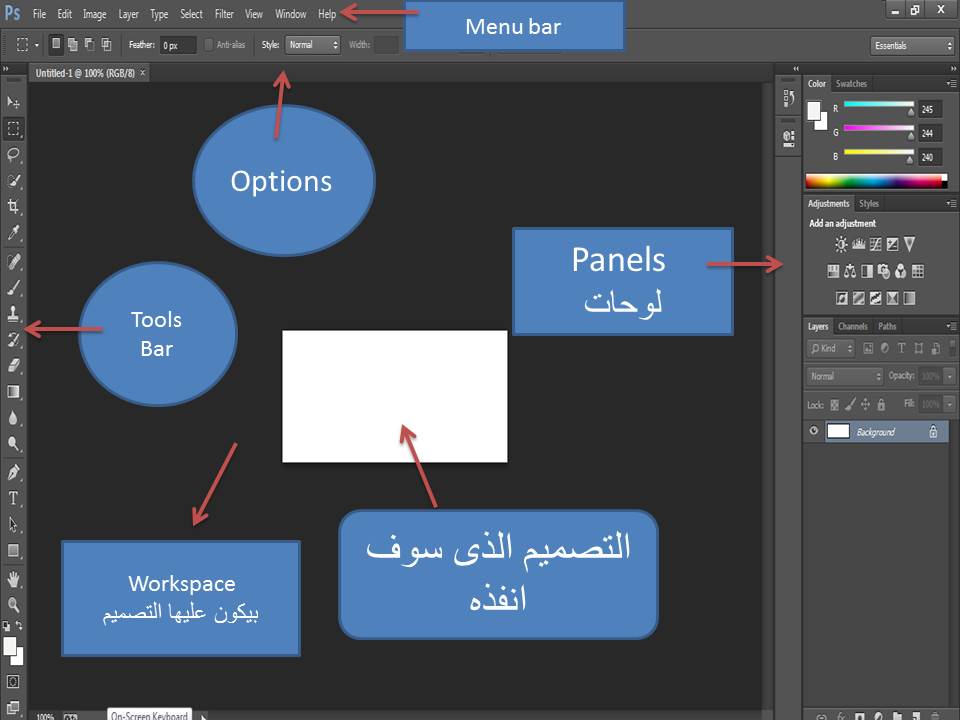 Ps File Edit Image Layer Type Select Filter View Window Help
Menu bar
Feather: 0 px Anti-alias Style: Normal Width: Essentials
Untitled-1 @ 100% (RGB/8) x
Color Swatches
R 245
G 244
B 240
Options
Adjustments Styles
Add an adjustment
Panels
لوحات
Tools
Bar
Layers Channels Paths
Kind
Normal Opacity: 100%
Lock: Fill: 100%
Background
التصميم الذى سوف
انفذه
Workspace
بيكون عليها التصميم
100%
On-Screen Keyboard